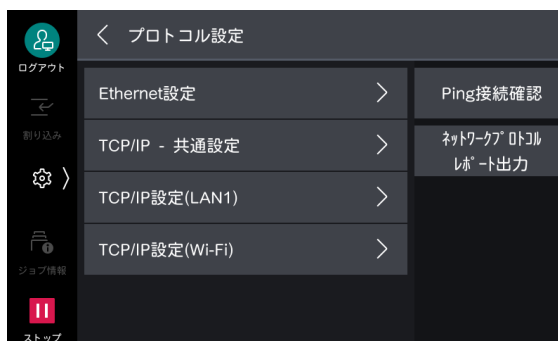 ログアウト
割り込み
ジョブ情報
ストップ
プロトコル設定
Ethernet設定
TCP/IP - 共通設定
TCP/IP設定(LAN1)
TCP/IP設定(Wi-Fi)
Ping接続確認
ﾈｯﾄﾜｰｸﾌﾟﾛﾄｺﾙ
ﾚﾎﾟｰﾄ出力